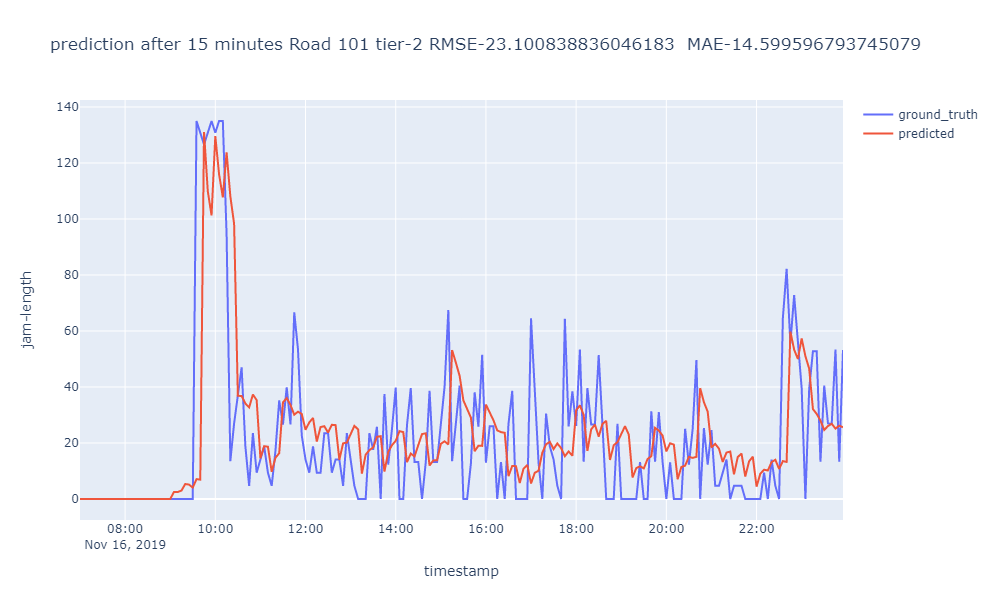 prediction after 15 minutes Road 101 tier-2 RMSE-23.100838836046183  MAE-14.599596793745079
ground_truth
predicted
jam-length
140
120
100
80
60
40
20
0
08:00 10:00 12:00 14:00 16:00 18:00 20:00 22:00
Nov 16, 2019
timestamp